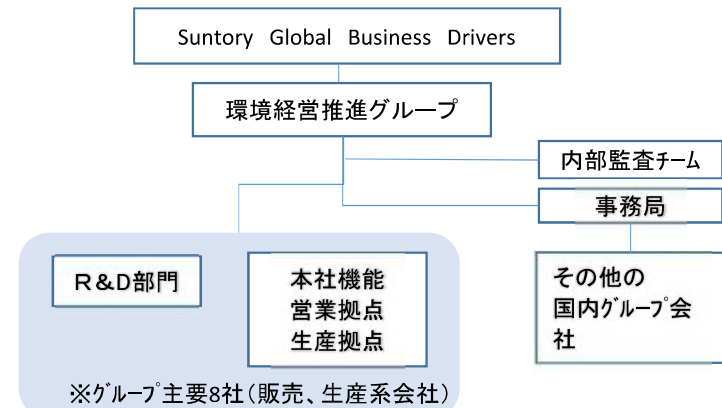 Suntory Global Business Drivers
環境経営推進グループ
内部監査ﾁｰﾑ
事務局
R&D部門
本社機能
営業拠点
生産拠点
その他の
国内ｸﾞﾙｰﾌﾟ会
社
※ｸﾞﾙｰﾌﾟ主要8社(販売、生産系会社)